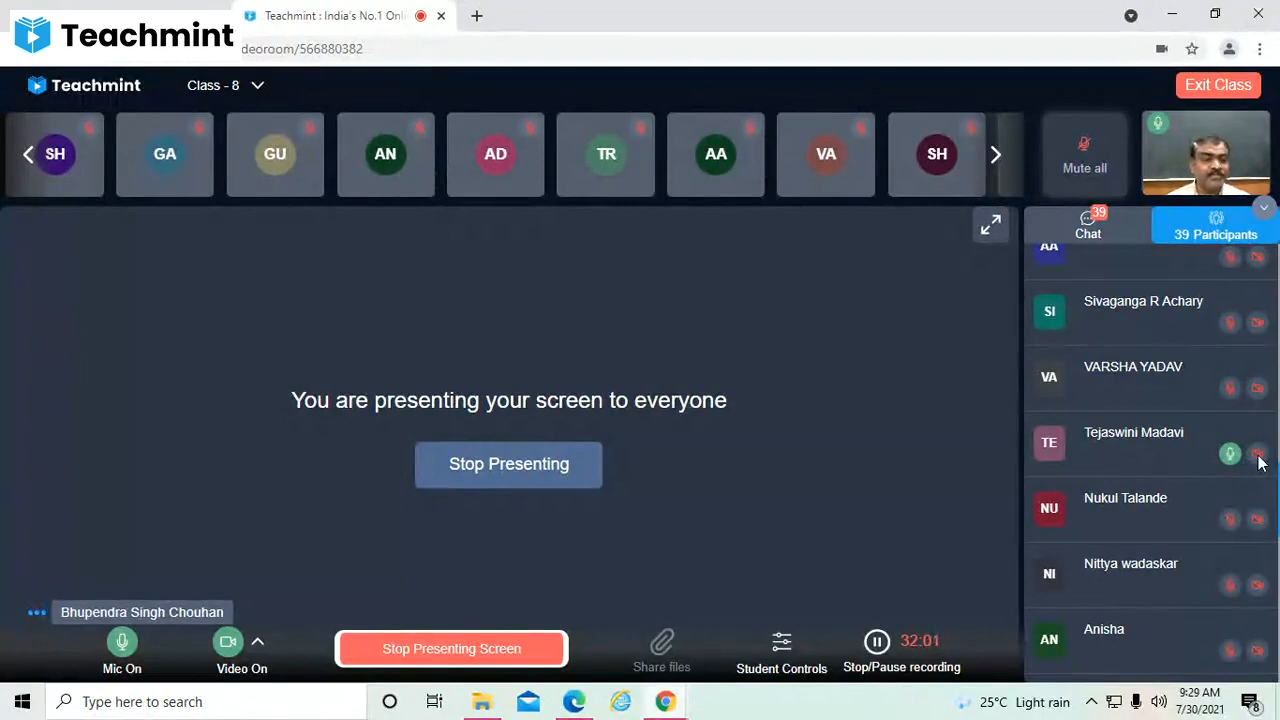 Teachmint : India's No.1 Onl
Teachmint
deoroom/566880382
Teachmint
Class - 8
Exit Class
SH
GA
GU
AN
AD
TR
AA
VA
SH
Mute all
39
Chat
39 Participants
AA
SI
Sivaganga R Achary
VA
VARSHA YADAV
TE
Tejaswini Madavi
NU
Nukul Talande
NI
Nittya wadaskar
AN
Anisha
You are presenting your screen to everyone
Stop Presenting
Bhupendra Singh Chouhan
Mic On
Video On
Stop Presenting Screen
Share files
Student Controls
32:01
Stop/Pause recording
Type here to search
25°C Light rain
9:29 AM
7/30/2021
8